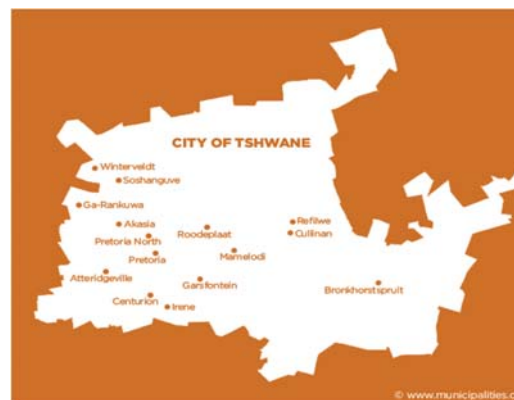 CITY OF TSHWANE
Winterveldt
Soshanguve
Ga-Rankuwa
Akasia
Roodeplaat
Refilwe
Cullinan
Pretoria North
Pretoria
Mamelodi
Atteridgeville
Garsfontein
Bronkhorstspruit
Centurion
Irene
© www.municipalities.c